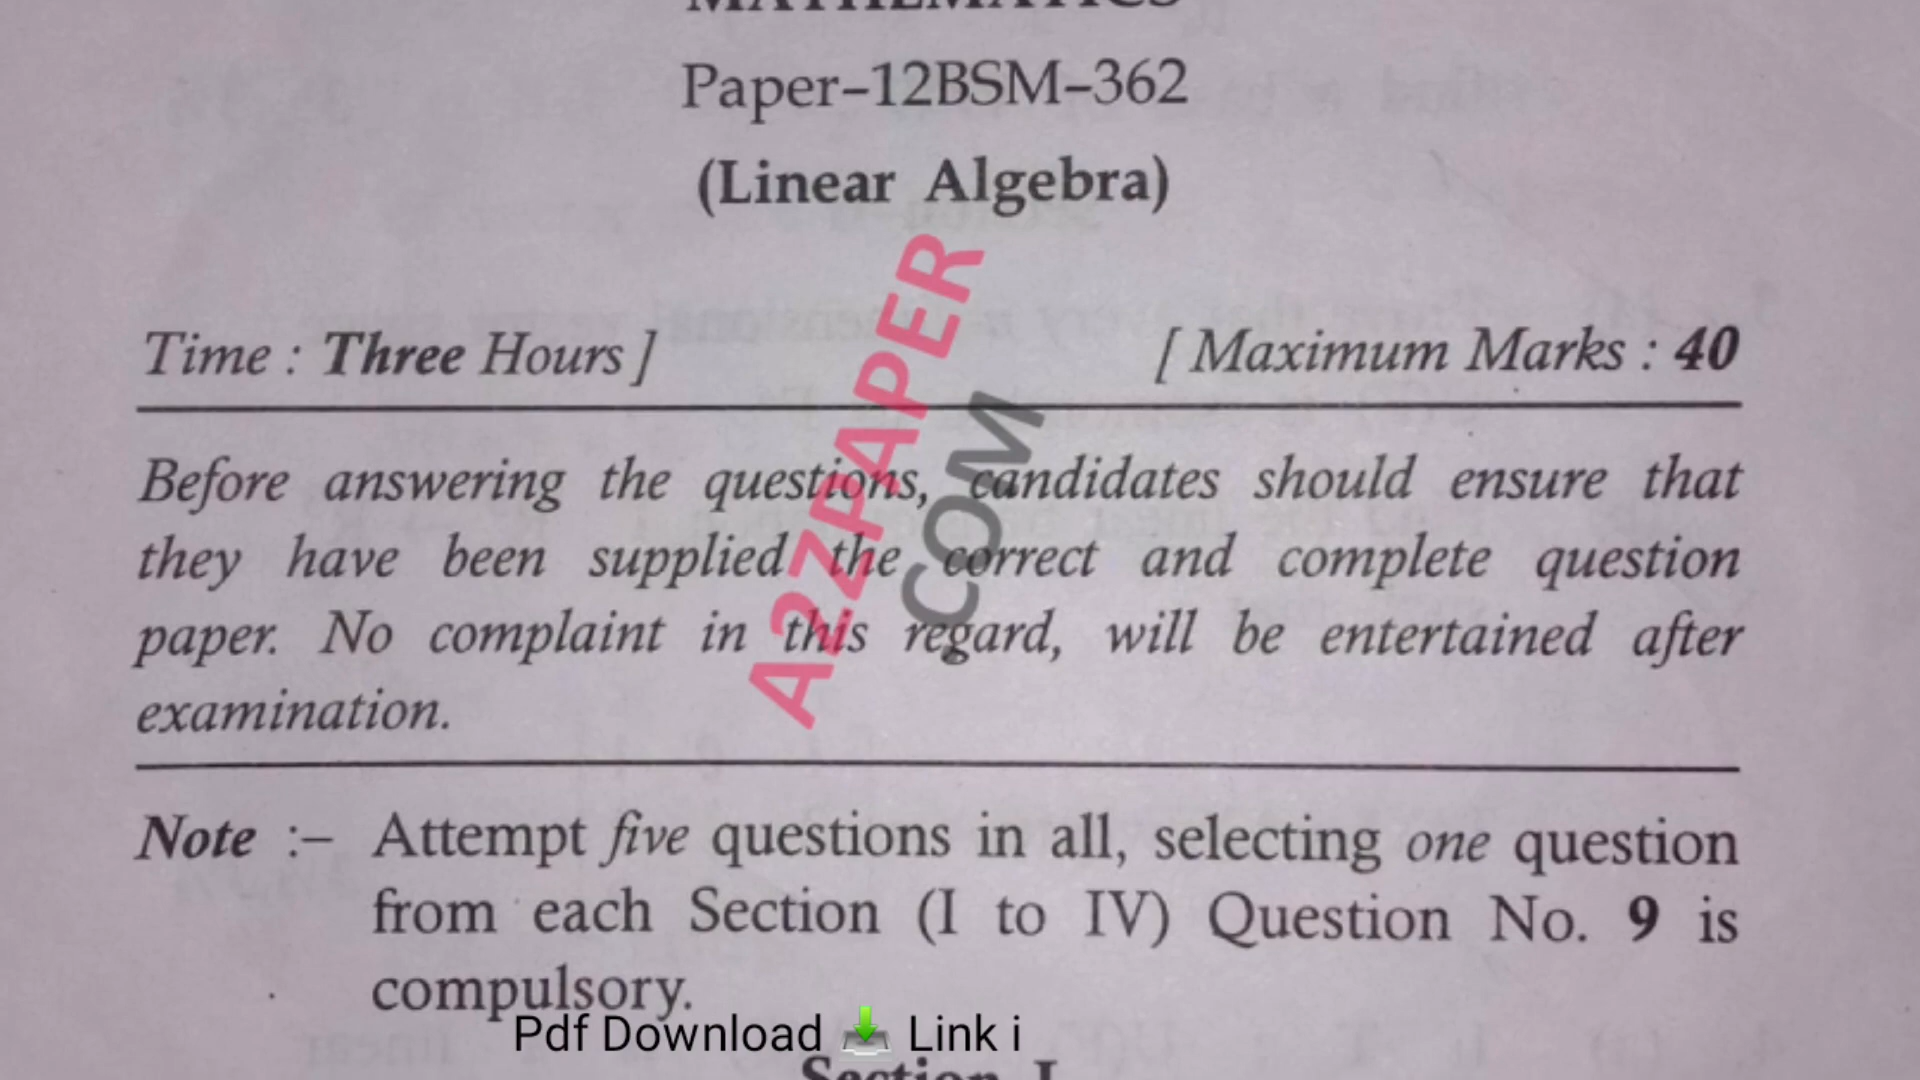 MATHEMATICS
Paper–12BSM–362
(Linear Algebra)
Time : Three Hours ]
[ Maximum Marks : 40
Before answering the questions, candidates should ensure that
they have been supplied the correct and complete question
paper. No complaint in this regard, will be entertained after
examination.
Note :– Attempt five questions in all, selecting one question
from each Section (I to IV) Question No. 9 is
compulsory.
Section I
A2ZPAPER
COM
Pdf Download Link i